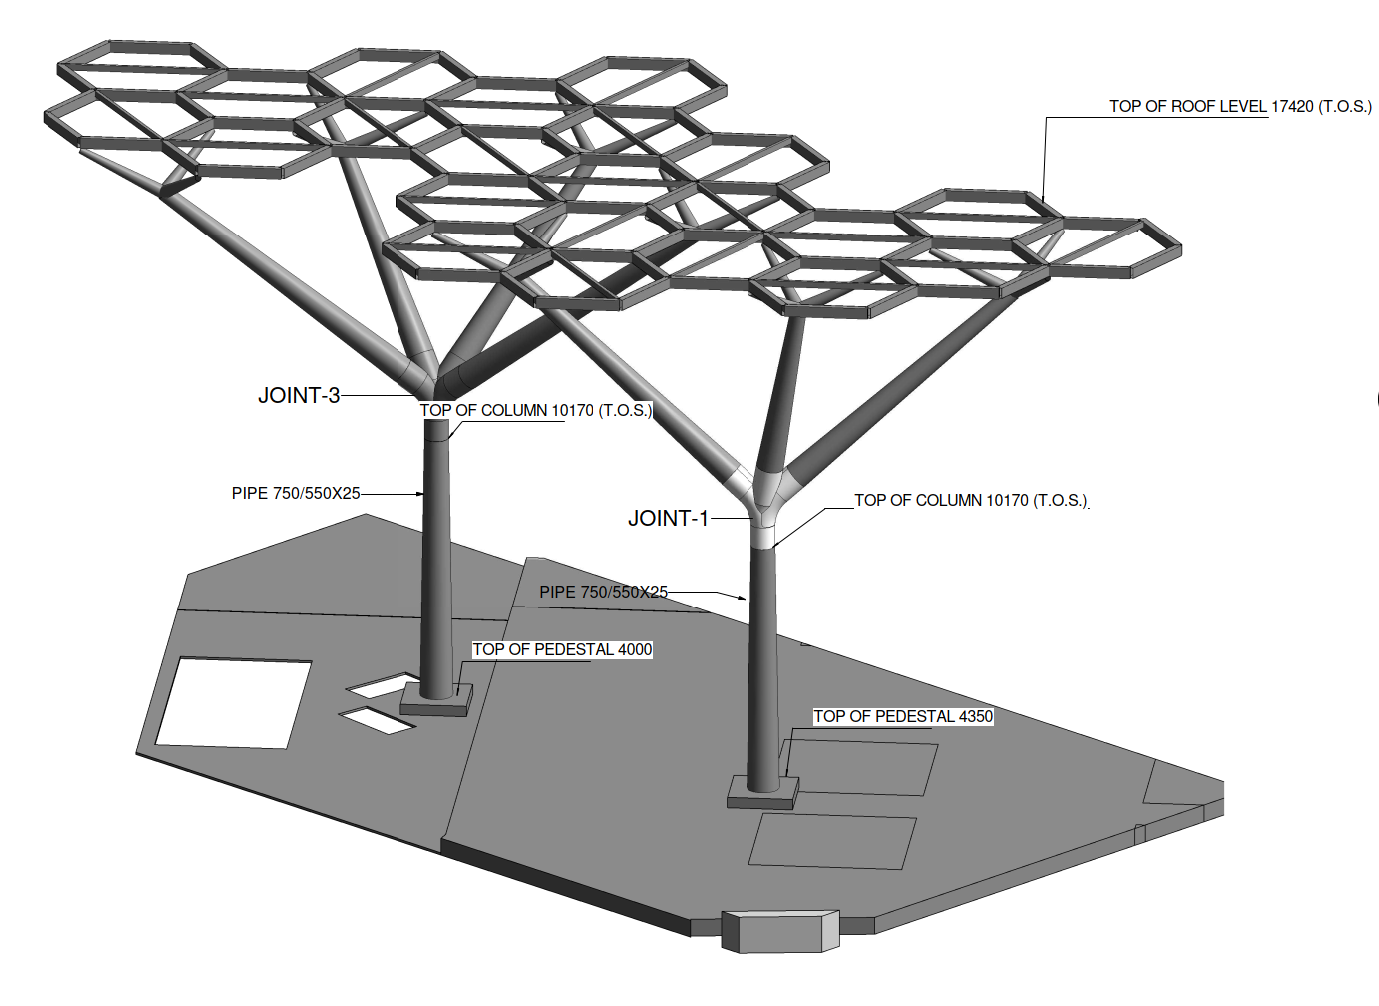 TOP OF ROOF LEVEL 17420 (T.O.S.)
JOINT-3
TOP OF COLUMN 10170 (T.O.S.)
PIPE 750/550X25
TOP OF COLUMN 10170 (T.O.S.)
JOINT-1
PIPE 750/550X25
TOP OF PEDESTAL 4000
TOP OF PEDESTAL 4350